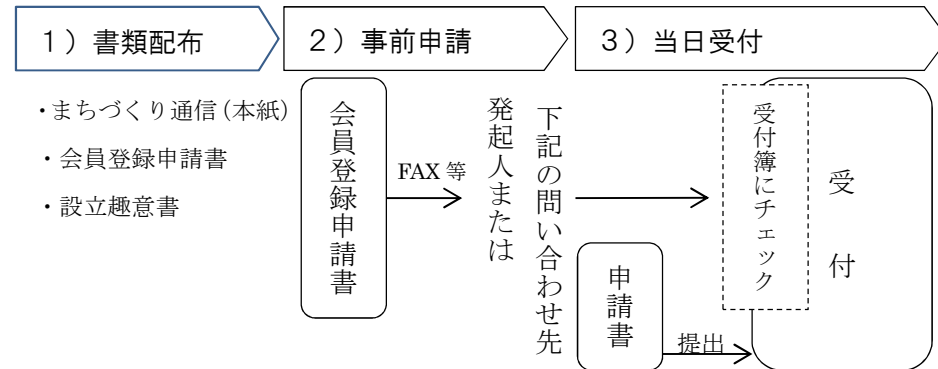 1）書類配布
2）事前申請
3）当日受付
・まちづくり通信(本紙)
・会員登録申請書
・設立趣意書
会員登録申請書
FAX 等
発起人または
下記の問い合わせ先
受付簿にチェック
受付
申請書
提出